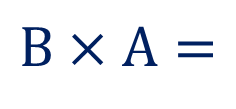 B × A =